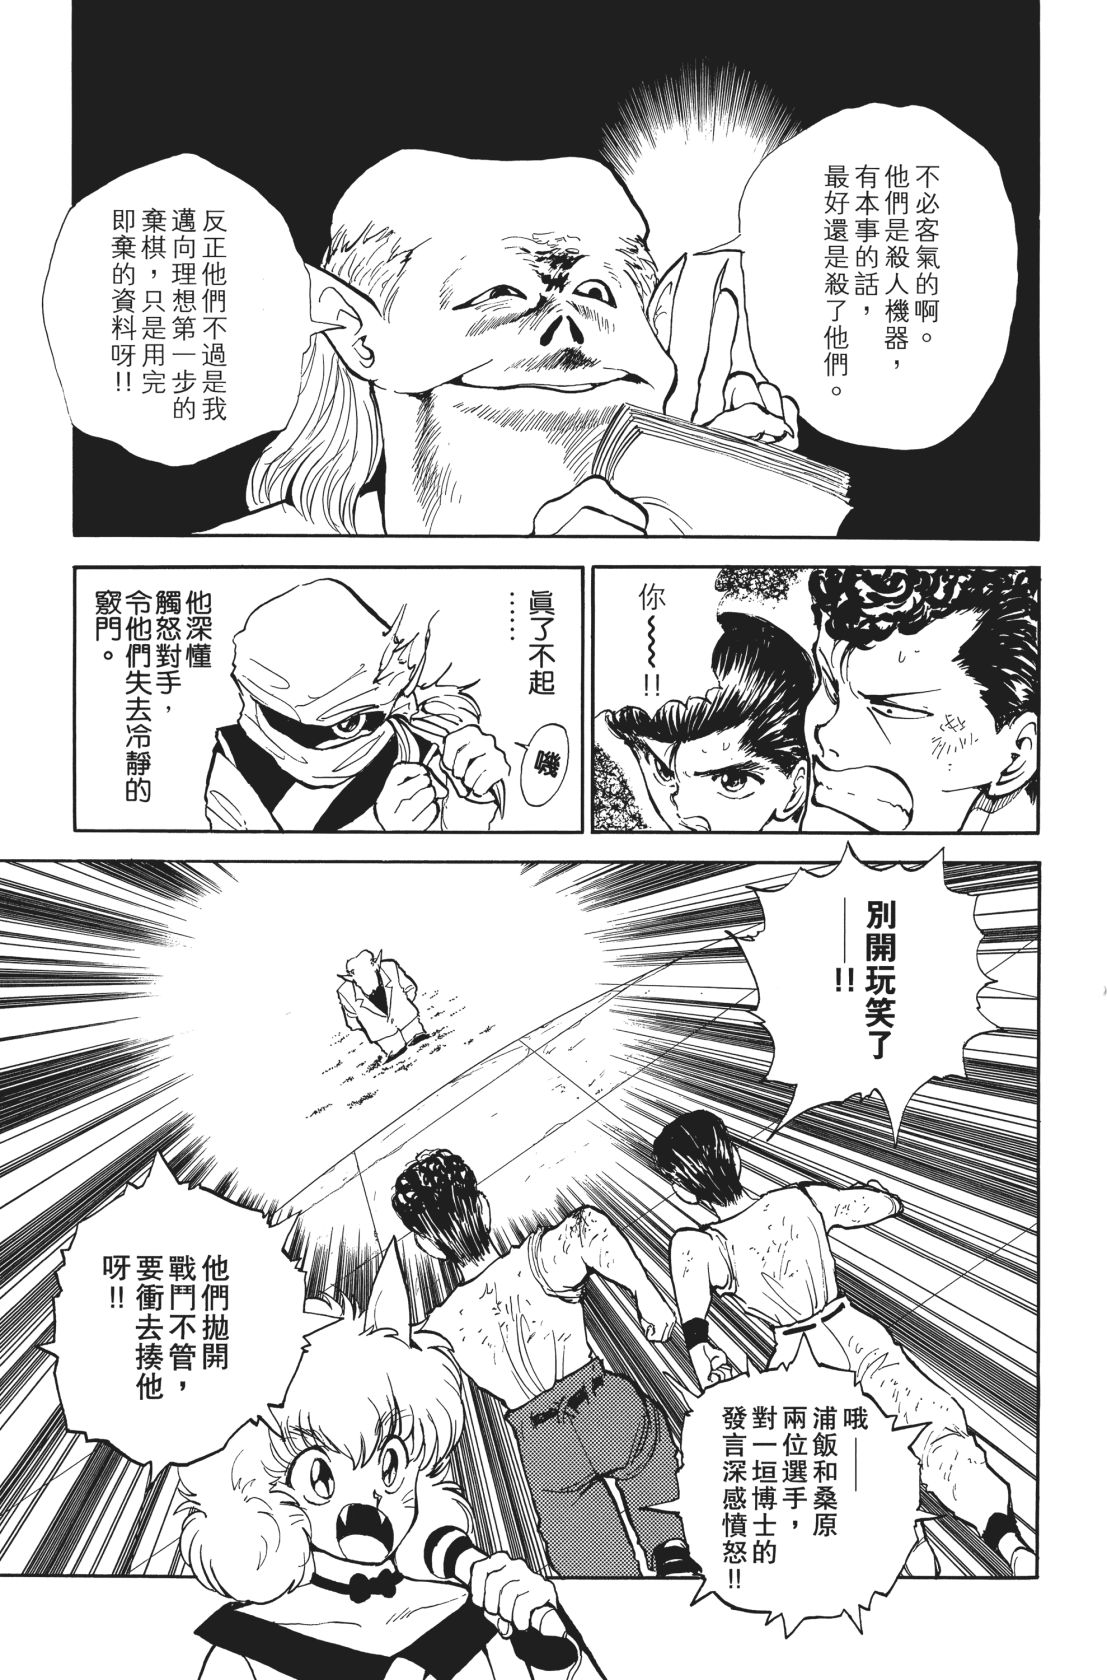 不必客氣的啊。
他們是殺人機器，
有本事的話，
最好還是殺了他們。
反正他們不過是我
邁向理想第一步的
棄棋，只是用完
即棄的資料呀!!
你～～!!
眞了不起
……
嘰
他深懂
觸怒對手，
令他們失去冷靜的
竅門。
別開玩笑了
——!!
哦——
浦飯和桑原
兩位選手，
對一垣博士的
發言深感憤怒!!
他們拋開
戰鬥不管，
要衝去揍他
呀!!